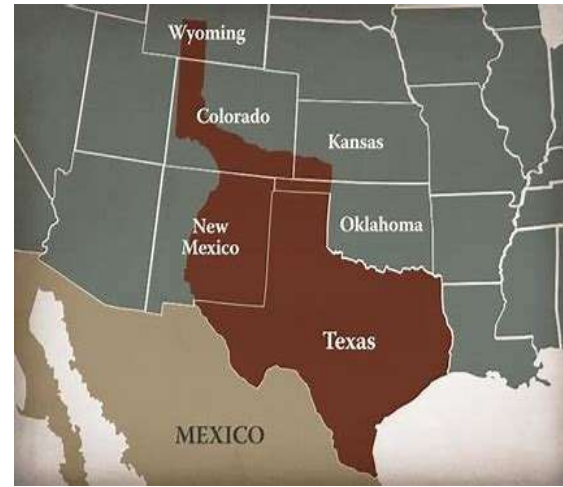 Wyoming
Colorado
Kansas
New
Mexico
Oklahoma
Texas
MEXICO